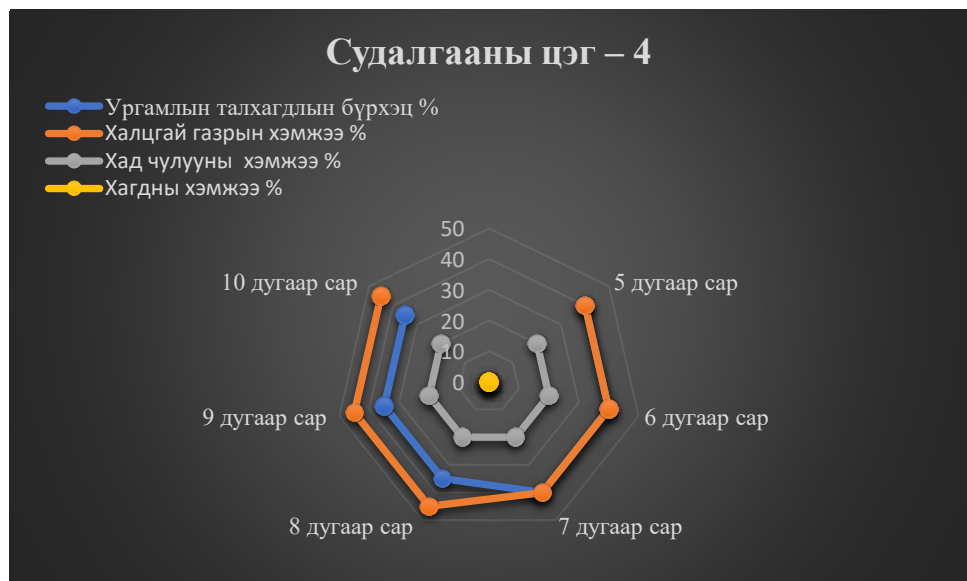 Судалгааны цэг – 4
Ургамлын талхагдлын бүрхэц %
Халцгай газрын хэмжээ %
Хад чулууны  хэмжээ %
Хагдны хэмжээ %
50
40
30
20
10
0
5 дугаар сар
6 дугаар сар
7 дугаар сар
8 дугаар сар
9 дугаар сар
10 дугаар сар